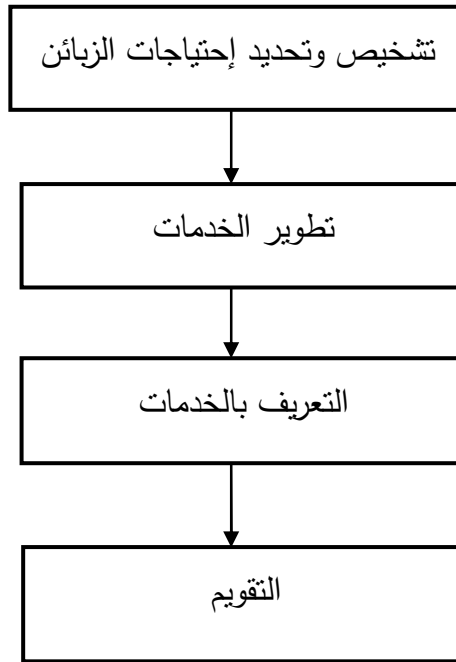 تشخيص وتحديد إحتياجات الزبائن
تطوير الخدمات
التعريف بالخدمات
التقويم